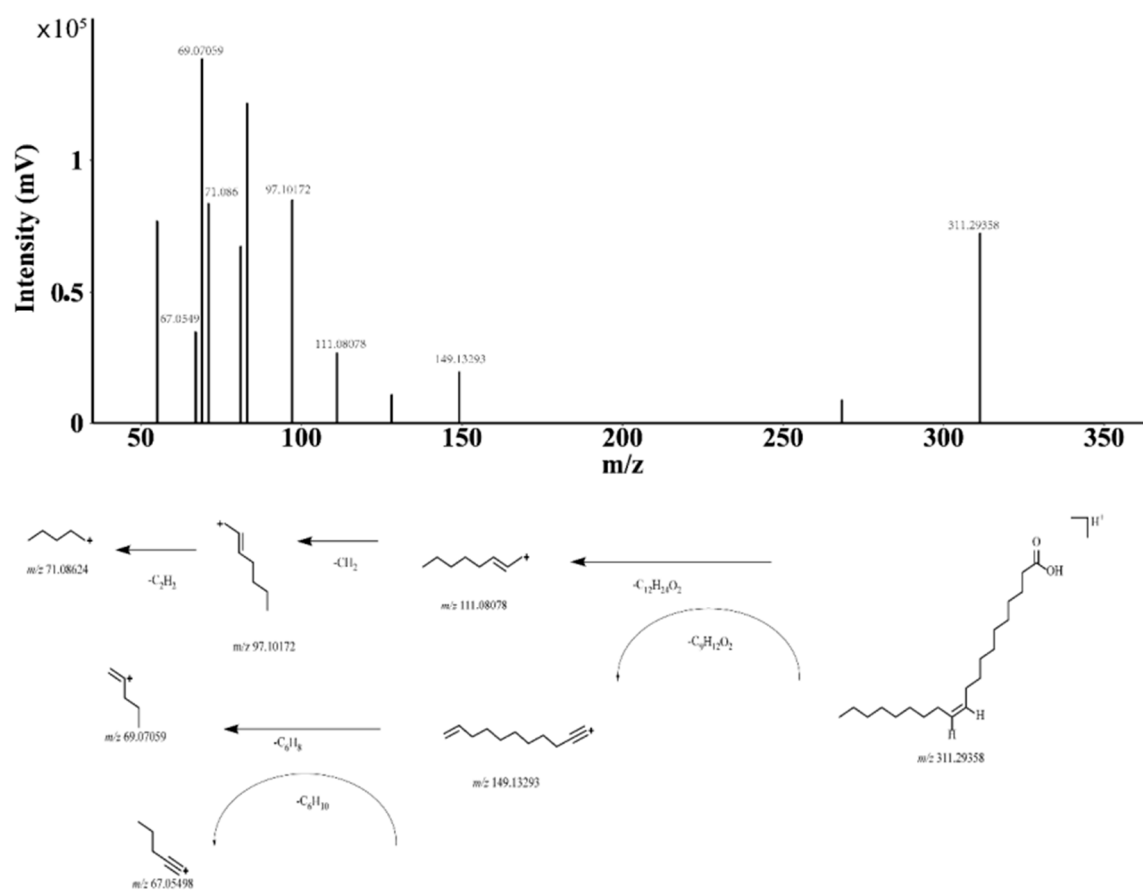 ×10⁵
69.07059
1
71.086
97.10172
311.29358
Intensity (mV)
0.5
67.0549
111.08078
149.13293
0
50
100
150
200
250
300
350
m/z
m/z 71.08624
-C₂H₂
-CH₂
m/z 97.10172
m/z 111.08078
-C₁₂H₂₄O₂
-C₉H₁₂O₂
O
OH
H
m/z 311.29358
m/z 69.07059
-C₆H₈
m/z 149.13293
-C₆H₁₀
m/z 67.05498